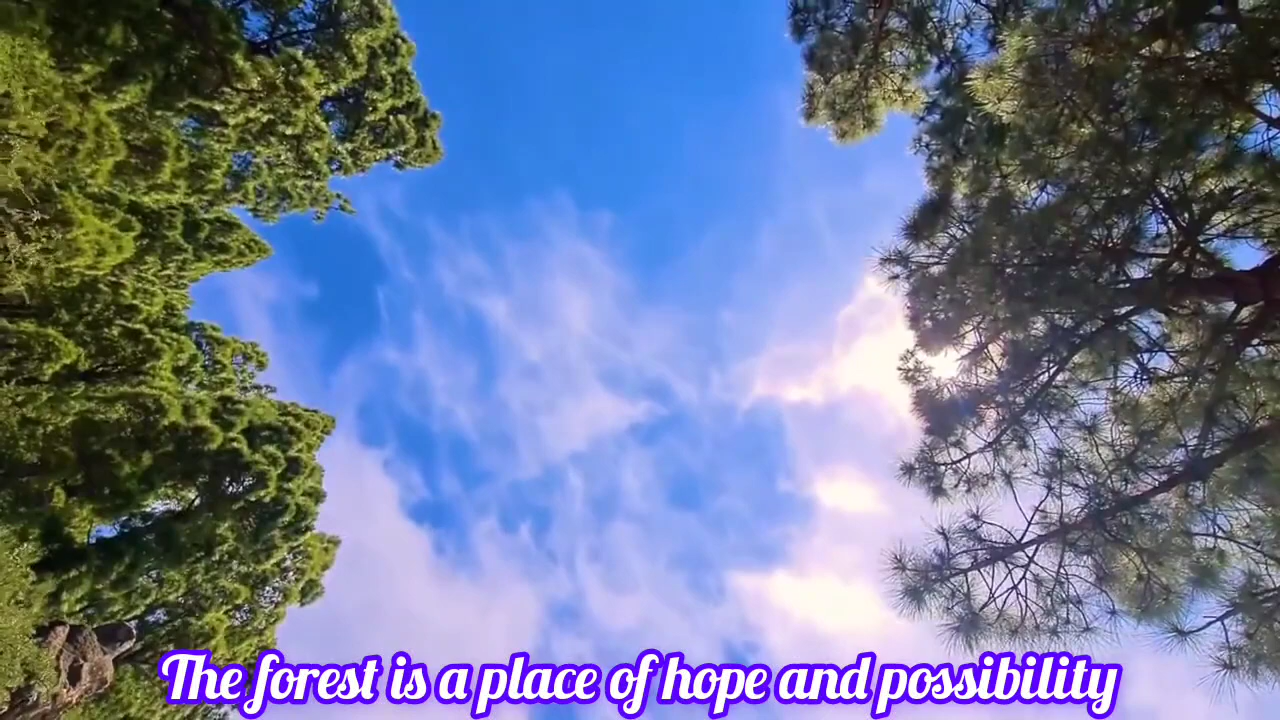 The forest is a place of hope and possibility